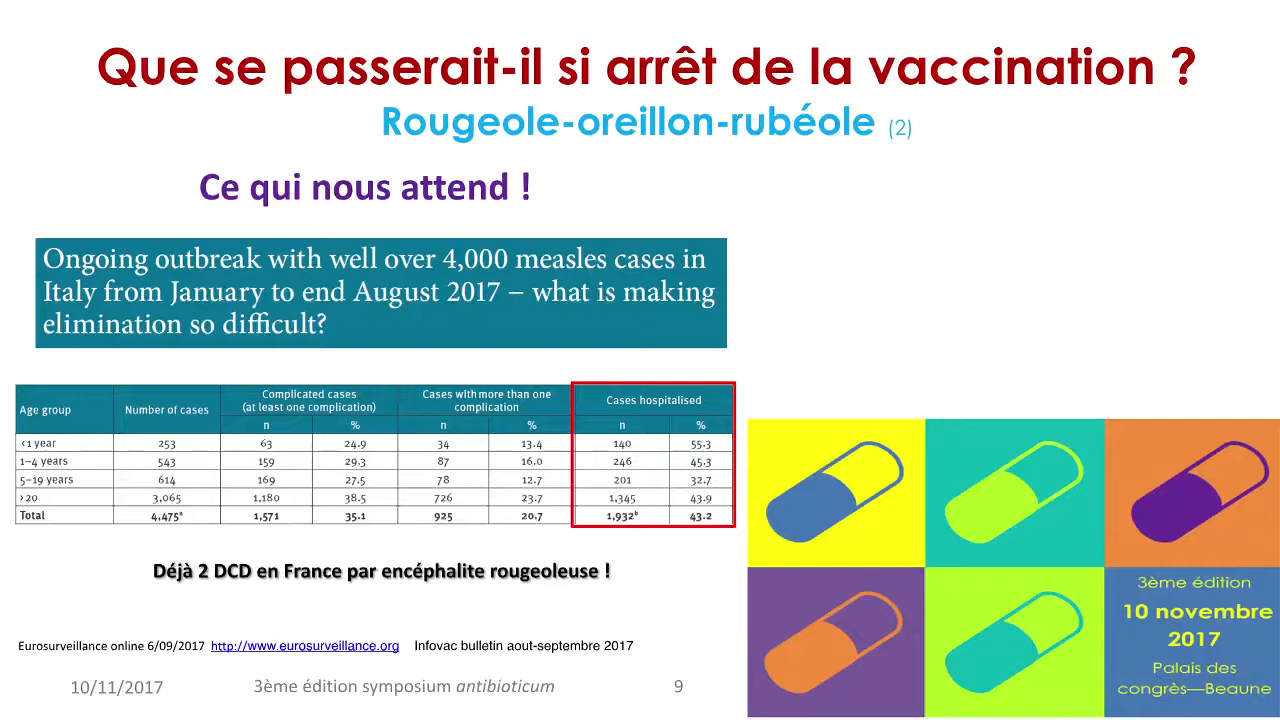 Que se passerait-il si arrêt de la vaccination ?
Rougeole-oreillon-rubéole (2)
Ce qui nous attend !
Ongoing outbreak with well over 4,000 measles cases in
Italy from January to end August 2017 – what is making
elimination so difficult?
Age group Number of cases Complicated cases (at least one complication) Cases with more than one complication Cases hospitalised
n % n % n %
<1 year 253 63 24.9 34 13.4 140 55.3
1–4 years 543 159 29.3 87 16.0 246 45.3
5–19 years 614 169 27.5 78 12.7 201 32.7
>20 3,065 1,180 38.5 726 23.7 1,345 43.9
Total 4,475ᵃ 1,571 35.1 925 20.7 1,932ᵇ 43.2
Déjà 2 DCD en France par encéphalite rougeoleuse !
Eurosurveillance online 6/09/2017 http://www.eurosurveillance.org Infovac bulletin aout-septembre 2017
10/11/2017 3ème édition symposium antibioticum 9
3ème édition
10 novembre
2017
Palais des
congrès—Beaune